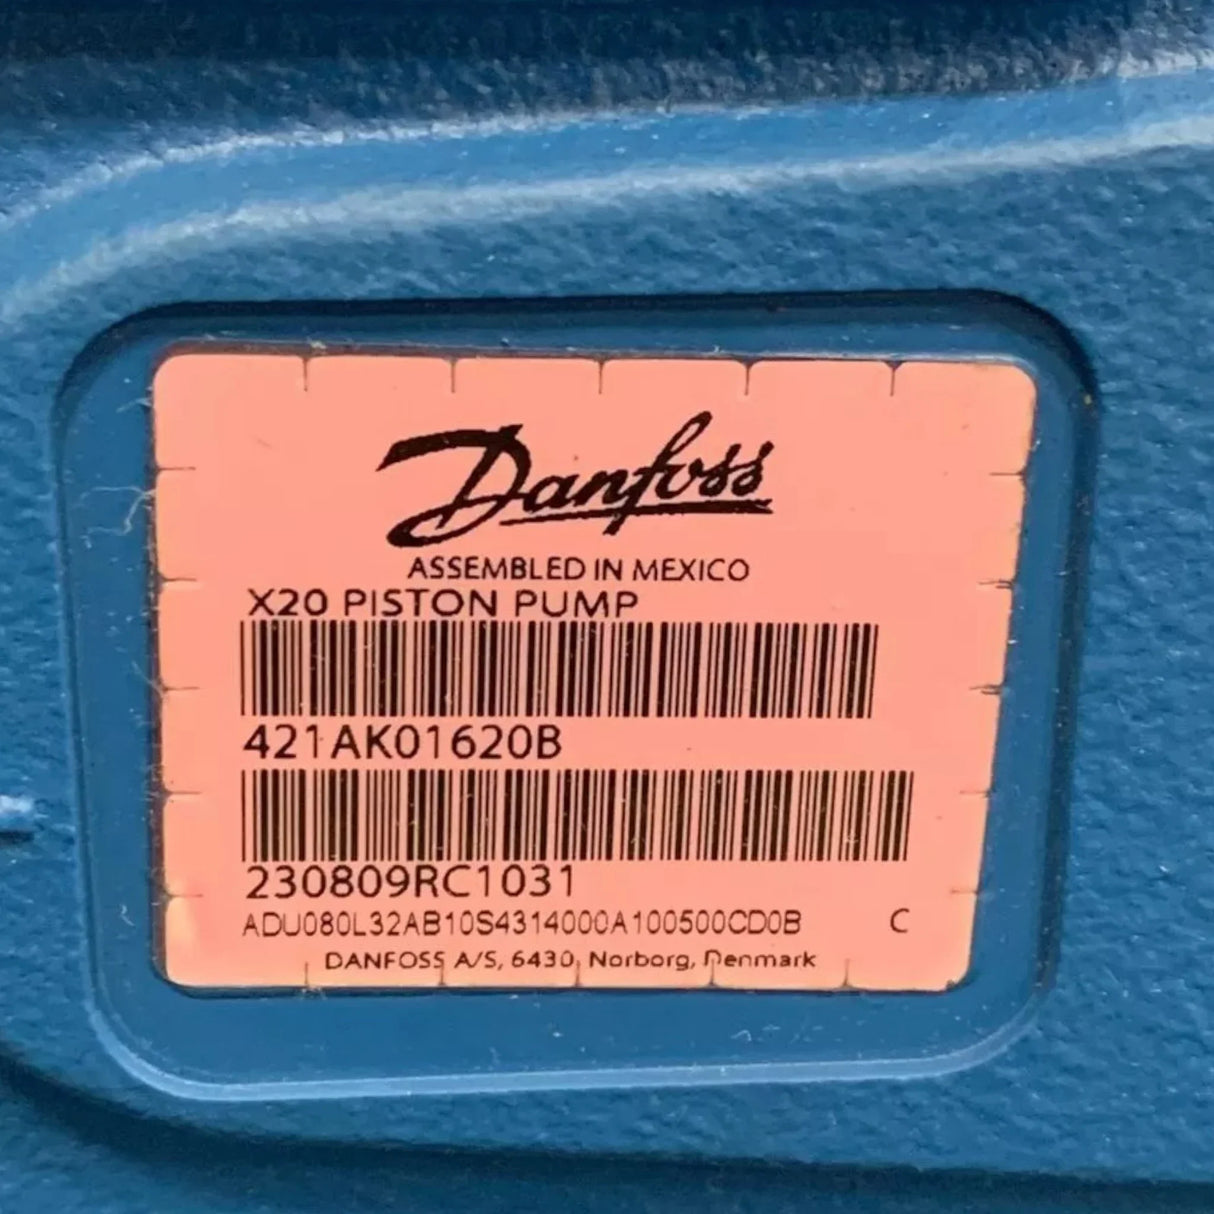 Danfoss
ASSEMBLED IN MEXICO
X20 PISTON PUMP
421AK01620B
230809RC1031
ADU080L32AB10S4314000A100500CD0B C
DANFOSS A/S, 6430, Norborg, Denmark